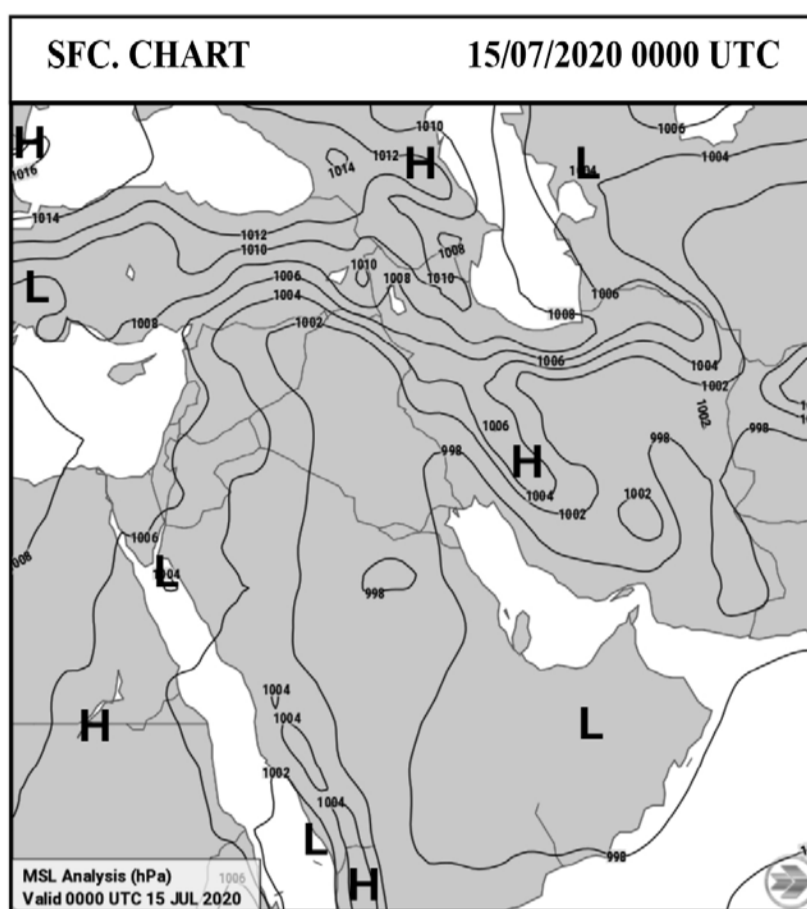 SFC. CHART 15/07/2020 0000 UTC
H 1010 1006
1012 H L 1004
1016 1014 1004
1014
1012
1010 1008
L 1006 1010 1008 1010
1004 1006
1008 1002 1008
1006 1004
1002
1002
1006 998 998
H
1004 1002
1002
1006
1008
L
1004
998
1004
H 1004 L
1002
1004
L
998
1006 H
MSL Analysis (hPa)
Valid 0000 UTC 15 JUL 2020